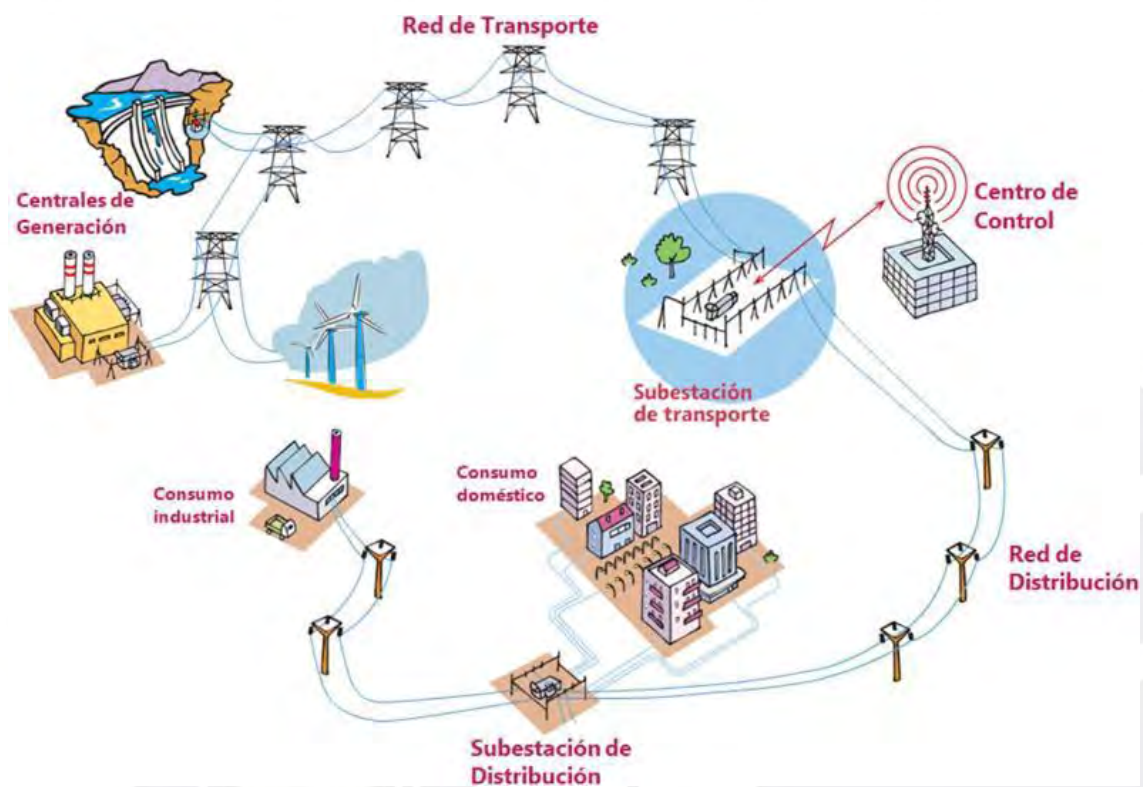 Red de Transporte
Centrales de
Generación
Centro de
Control
Subestación
de transporte
Consumo
industrial
Consumo
doméstico
Red de
Distribución
Subestación de
Distribución